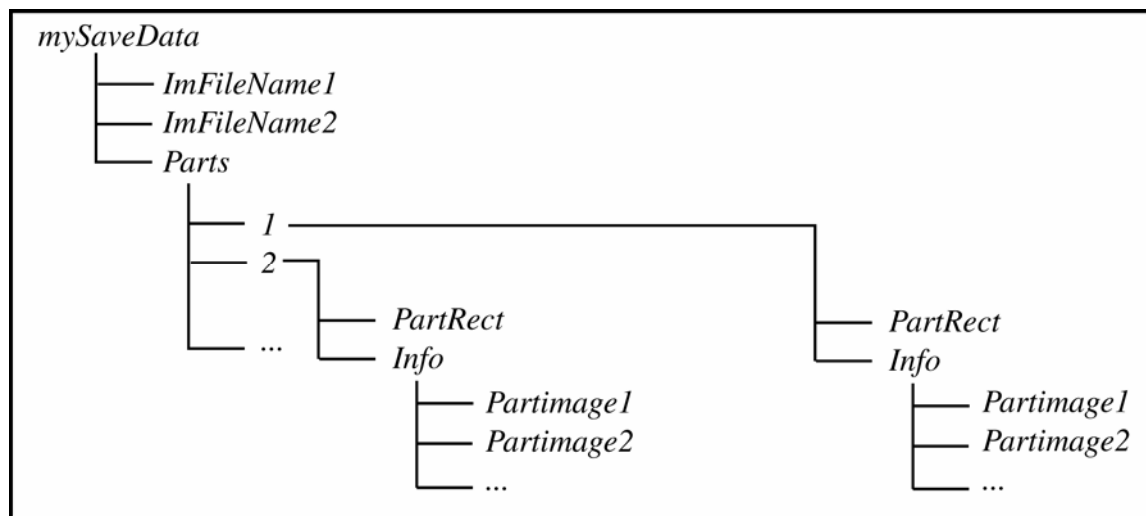 mySaveData
ImFileName1
ImFileName2
Parts
1
2
...
PartRect
Info
Partimage1
Partimage2
...
PartRect
Info
Partimage1
Partimage2
...